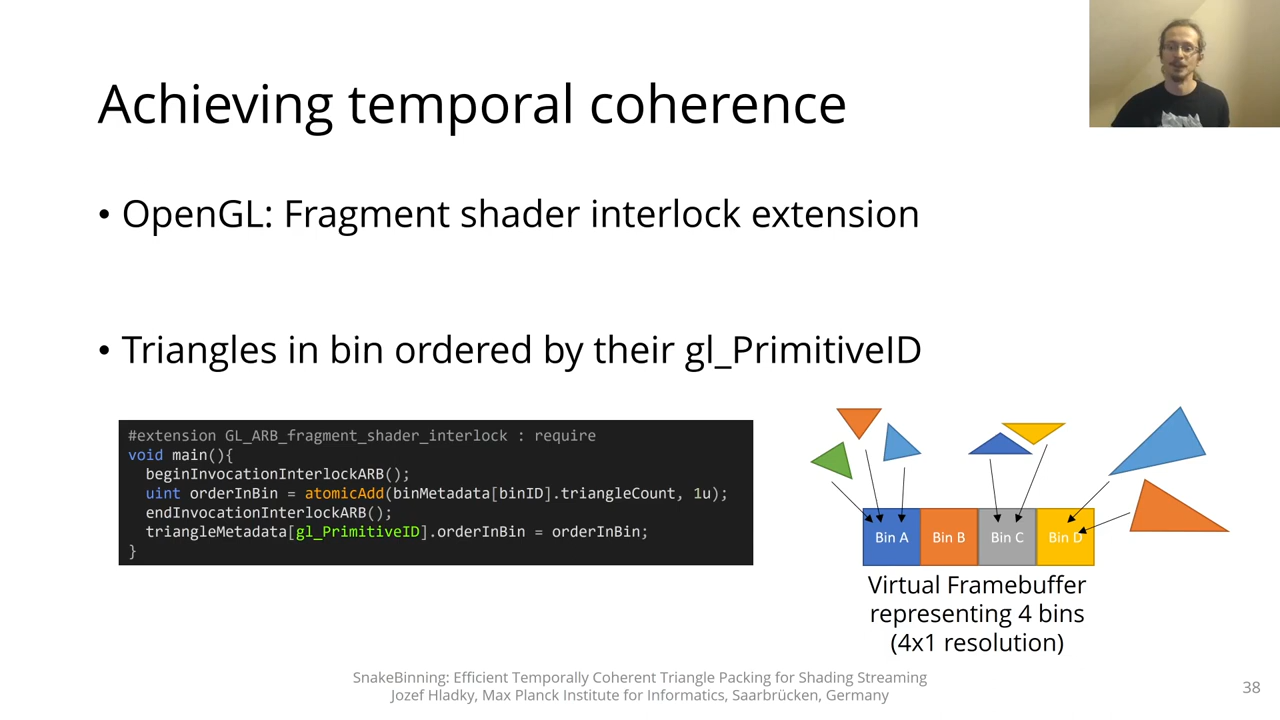 Achieving temporal coherence
• OpenGL: Fragment shader interlock extension
• Triangles in bin ordered by their gl_PrimitiveID
#extension GL_ARB_fragment_shader_interlock : require
void main(){
beginInvocationInterlockARB();
uint orderInBin = atomicAdd(binMetadata[binID].triangleCount, 1u);
endInvocationInterlockARB();
triangleMetadata[gl_PrimitiveID].orderInBin = orderInBin;
}
Bin A Bin B Bin C Bin D
Virtual Framebuffer
representing 4 bins
(4x1 resolution)
SnakeBinning: Efficient Temporally Coherent Triangle Packing for Shading Streaming
Jozef Hladky, Max Planck Institute for Informatics, Saarbrücken, Germany
38